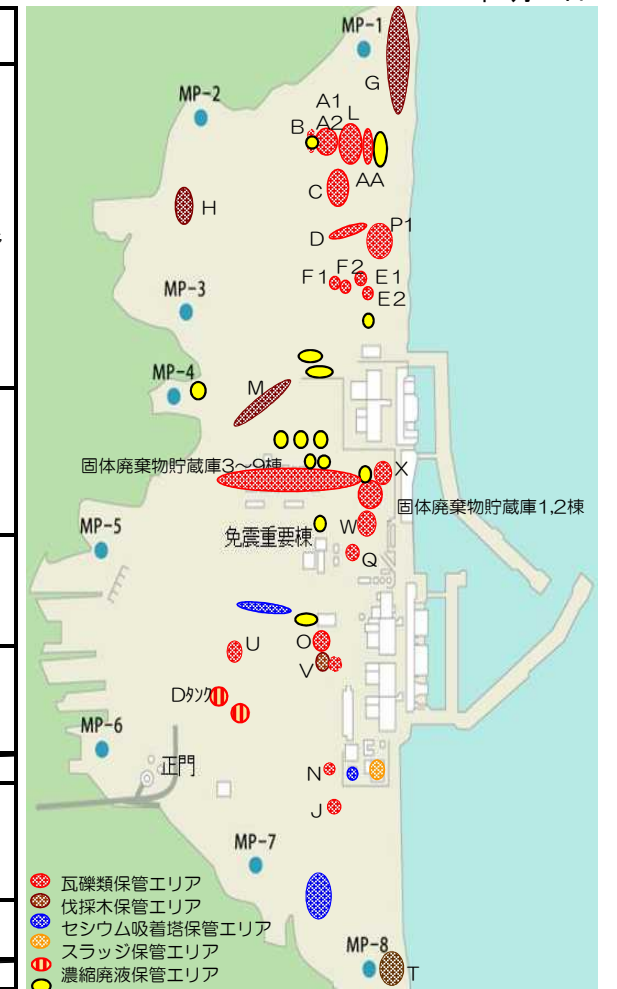 MP-1
G
MP-2
A1
L
B
A2
AA
C
H
D
P1
F1
F2
E1
E2
MP-3
MP-4
M
固体廃棄物貯蔵庫3~9棟
X
固体廃棄物貯蔵庫1,2棟
免震重要棟
W
MP-5
Q
U
O
V
Dタンク
MP-6
正門
N
J
MP-7
瓦礫類保管エリア
伐採木保管エリア
セシウム吸着塔保管エリア
スラッジ保管エリア
濃縮廃液保管エリア
MP-8
T